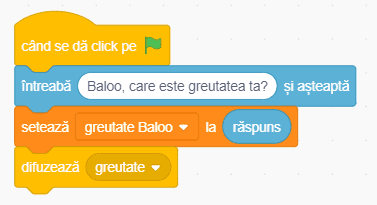 când se dă click pe
întreabă Baloo, care este greutatea ta? și așteaptă
setează greutate Baloo la răspuns
difuzează greutate